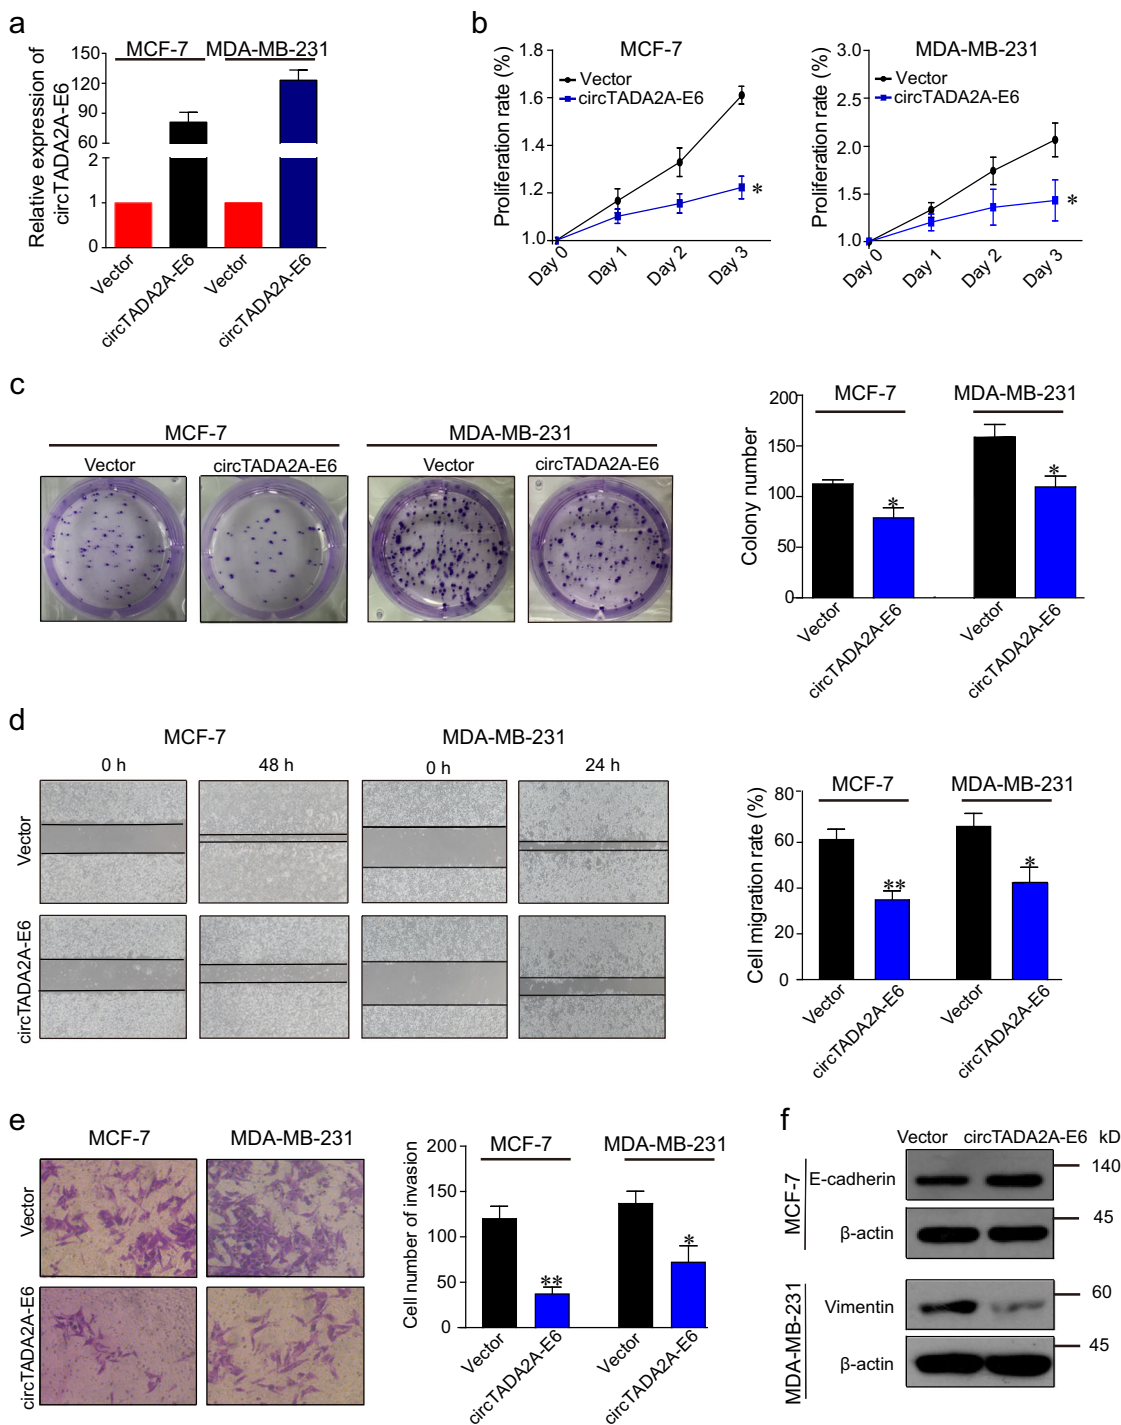 a
MCF-7 MDA-MB-231
Relative expression of
circTADA2A-E6
150
120
90
60
2
1
0
Vector
circTADA2A-E6
Vector
circTADA2A-E6
b
MCF-7
Proliferation rate (%)
1.8
1.6
1.4
1.2
1.0
Vector
circTADA2A-E6
*
Day 0
Day 1
Day 2
Day 3
MDA-MB-231
Proliferation rate (%)
3.0
2.5
2.0
1.5
1.0
Vector
circTADA2A-E6
*
Day 0
Day 1
Day 2
Day 3
c
MCF-7 MDA-MB-231
Vector circTADA2A-E6 Vector circTADA2A-E6
MCF-7 MDA-MB-231
Colony number
200
150
100
50
0
* *
Vector
circTADA2A-E6
Vector
circTADA2A-E6
d
MCF-7 MDA-MB-231
0 h 48 h 0 h 24 h
Vector
circTADA2A-E6
MCF-7 MDA-MB-231
Cell migration rate (%)
80
60
40
20
0
** *
Vector
circTADA2A-E6
Vector
circTADA2A-E6
e
MCF-7 MDA-MB-231
Vector
circTADA2A-E6
MCF-7 MDA-MB-231
Cell number of invasion
200
150
100
50
0
** *
Vector
circTADA2A-E6
Vector
circTADA2A-E6
f
Vector circTADA2A-E6 kD
MCF-7
E-cadherin 140
β-actin 45
MDA-MB-231
Vimentin 60
β-actin 45